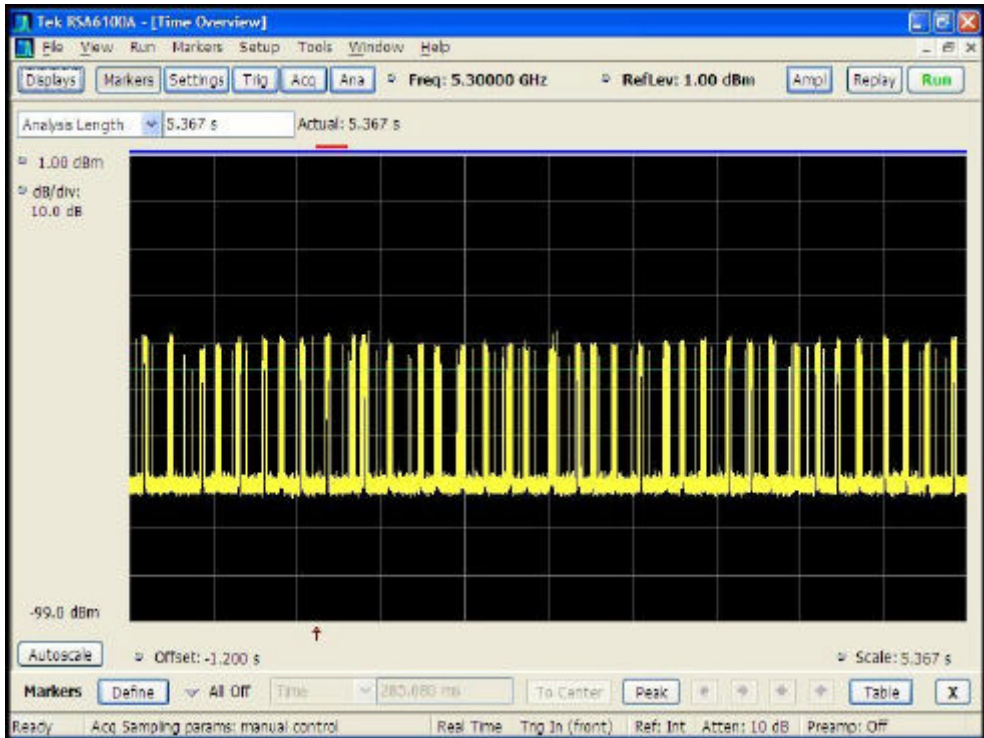 Tek RSA6100A - [Time Overview]
File View Run Markers Setup Tools Window Help
Displays Markers Settings Trig Acq Ana Freq: 5.30000 GHz RefLev: 1.00 dBm Ampl Replay Run
Analysis Length 5.367 s Actual: 5.367 s
1.00 dBm
dB/div:
10.0 dB
-99.0 dBm
Autoscale Offset: -1.200 s Scale: 5.367 s
Markers Define All Off Time 285.080 ms To Center Peak Table X
Ready Acq Sampling params: manual control Real Time Trig In (front) Ref: Int Atten: 10 dB Preamp: Off